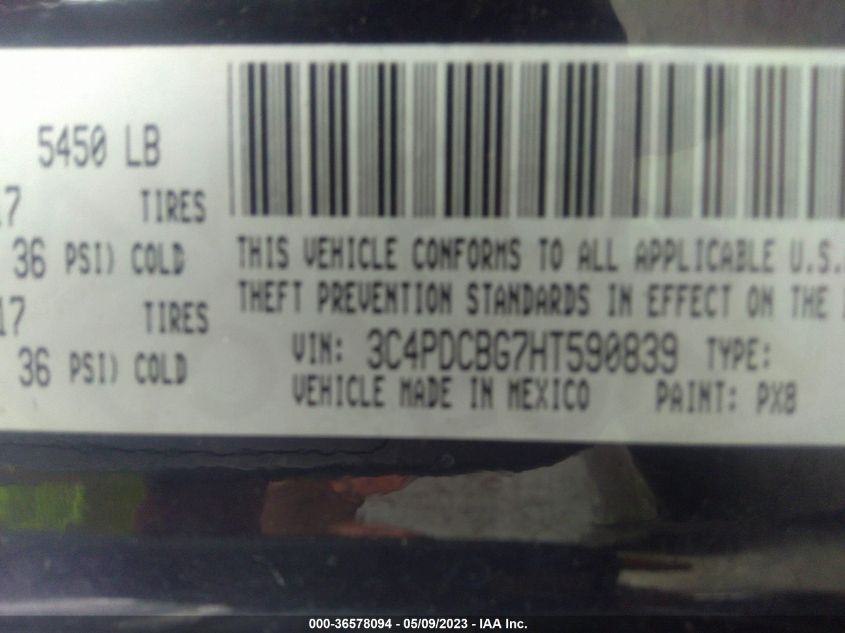 5450 LB
17 TIRES
36 PSI) COLD
17 TIRES
36 PSI) COLD
THIS VEHICLE CONFORMS TO ALL APPLICABLE U.S.
THEFT PREVENTION STANDARDS IN EFFECT ON THE
VIN: 3C4PDCBG7HT590839 TYPE:
VEHICLE MADE IN MEXICO PAINT: PX8
000-36578094 - 05/09/2023 - IAA Inc.